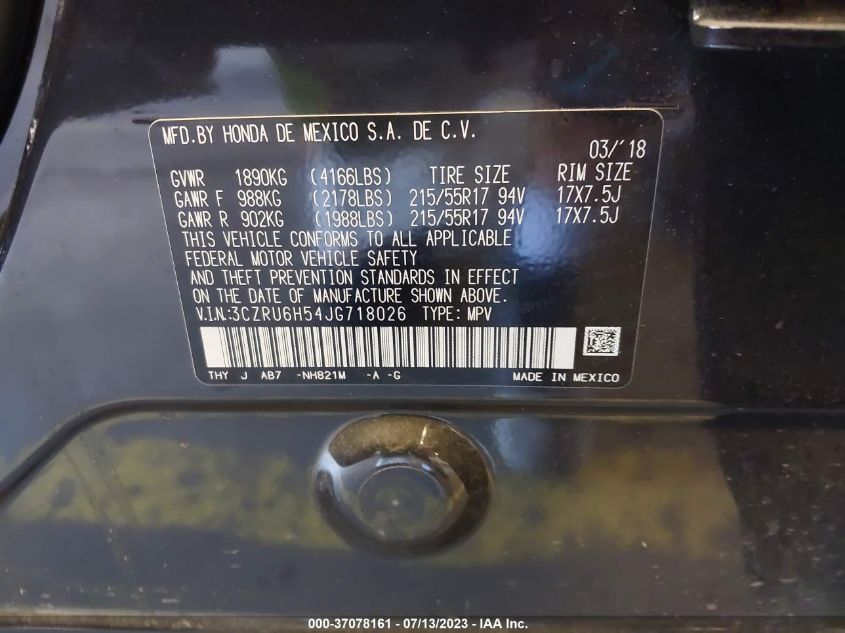 MFD.BY HONDA DE MEXICO S.A. DE C.V.
03/'18
GVWR 1890KG (4166LBS) TIRE SIZE RIM SIZE
GAWR F 988KG (2178LBS) 215/55R17 94V 17X7.5J
GAWR R 902KG (1988LBS) 215/55R17 94V 17X7.5J
THIS VEHICLE CONFORMS TO ALL APPLICABLE
FEDERAL MOTOR VEHICLE SAFETY
AND THEFT PREVENTION STANDARDS IN EFFECT
ON THE DATE OF MANUFACTURE SHOWN ABOVE.
V.I.N:3CZRU6H54JG718026 TYPE: MPV
THY J AB7 -NH821M -A -G MADE IN MEXICO
000-37078161 - 07/13/2023 - IAA Inc.